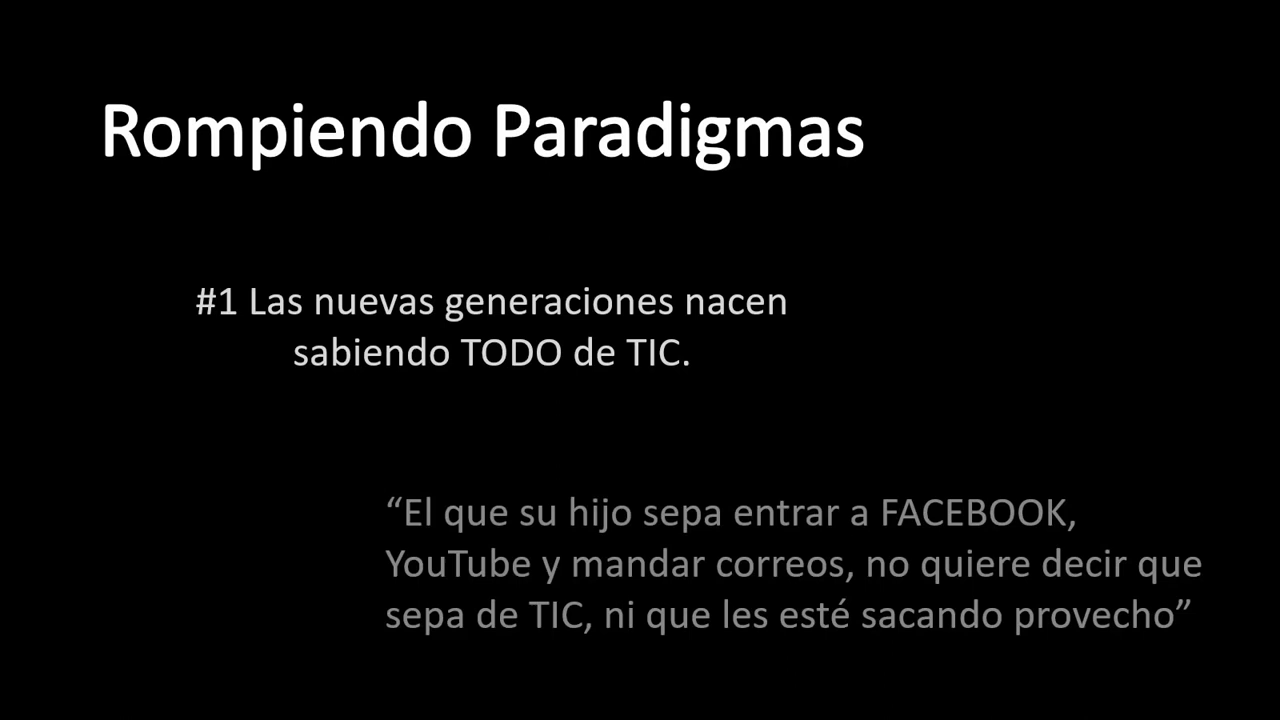 Rompiendo Paradigmas
#1 Las nuevas generaciones nacen
sabiendo TODO de TIC.
“El que su hijo sepa entrar a FACEBOOK,
YouTube y mandar correos, no quiere decir que
sepa de TIC, ni que les esté sacando provecho”